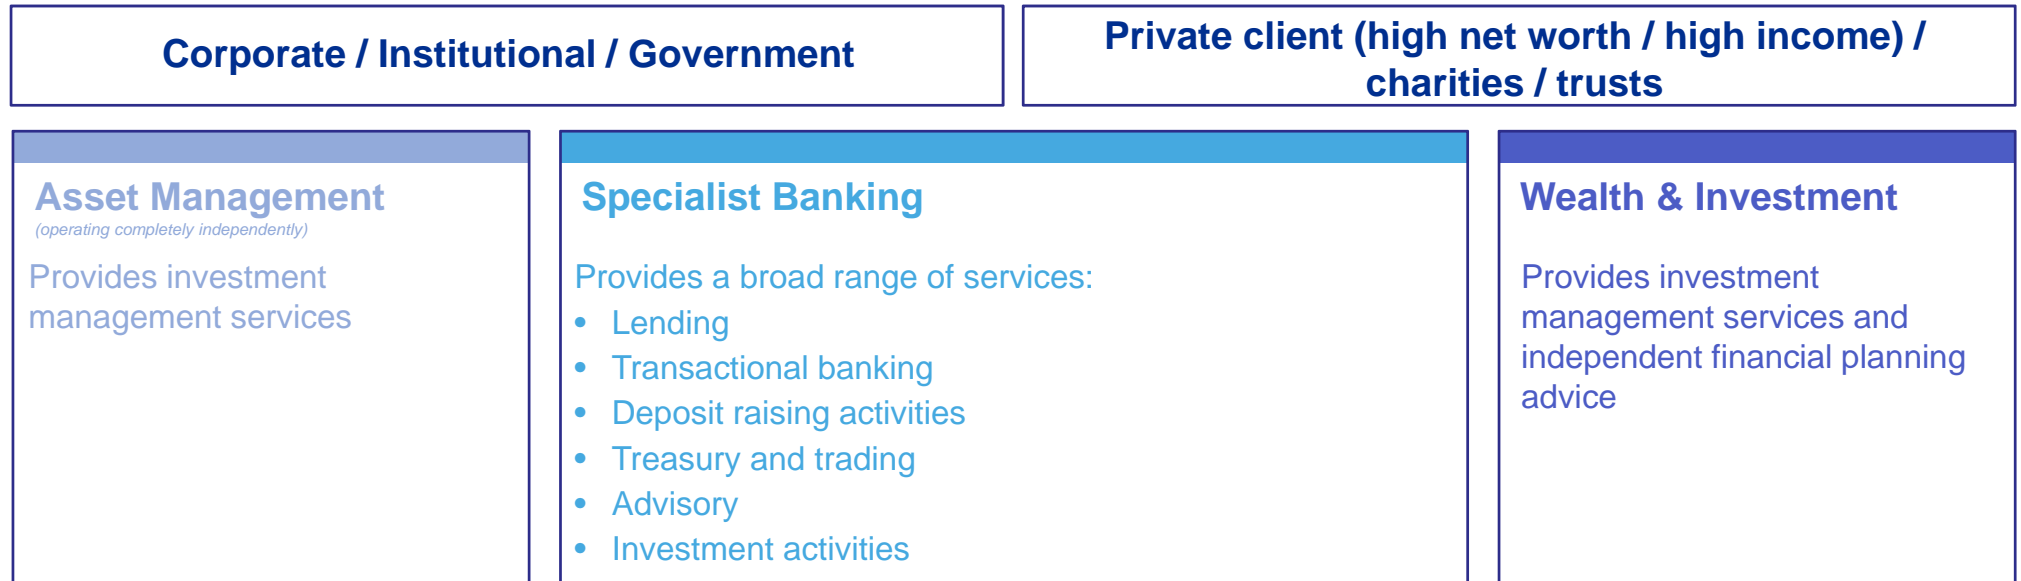 Corporate / Institutional / Government
Private client (high net worth / high income) /
charities / trusts
Asset Management
(operating completely independently)
Provides investment
management services
Specialist Banking
Provides a broad range of services:
• Lending
• Transactional banking
• Deposit raising activities
• Treasury and trading
• Advisory
• Investment activities
Wealth & Investment
Provides investment
management services and
independent financial planning
advice